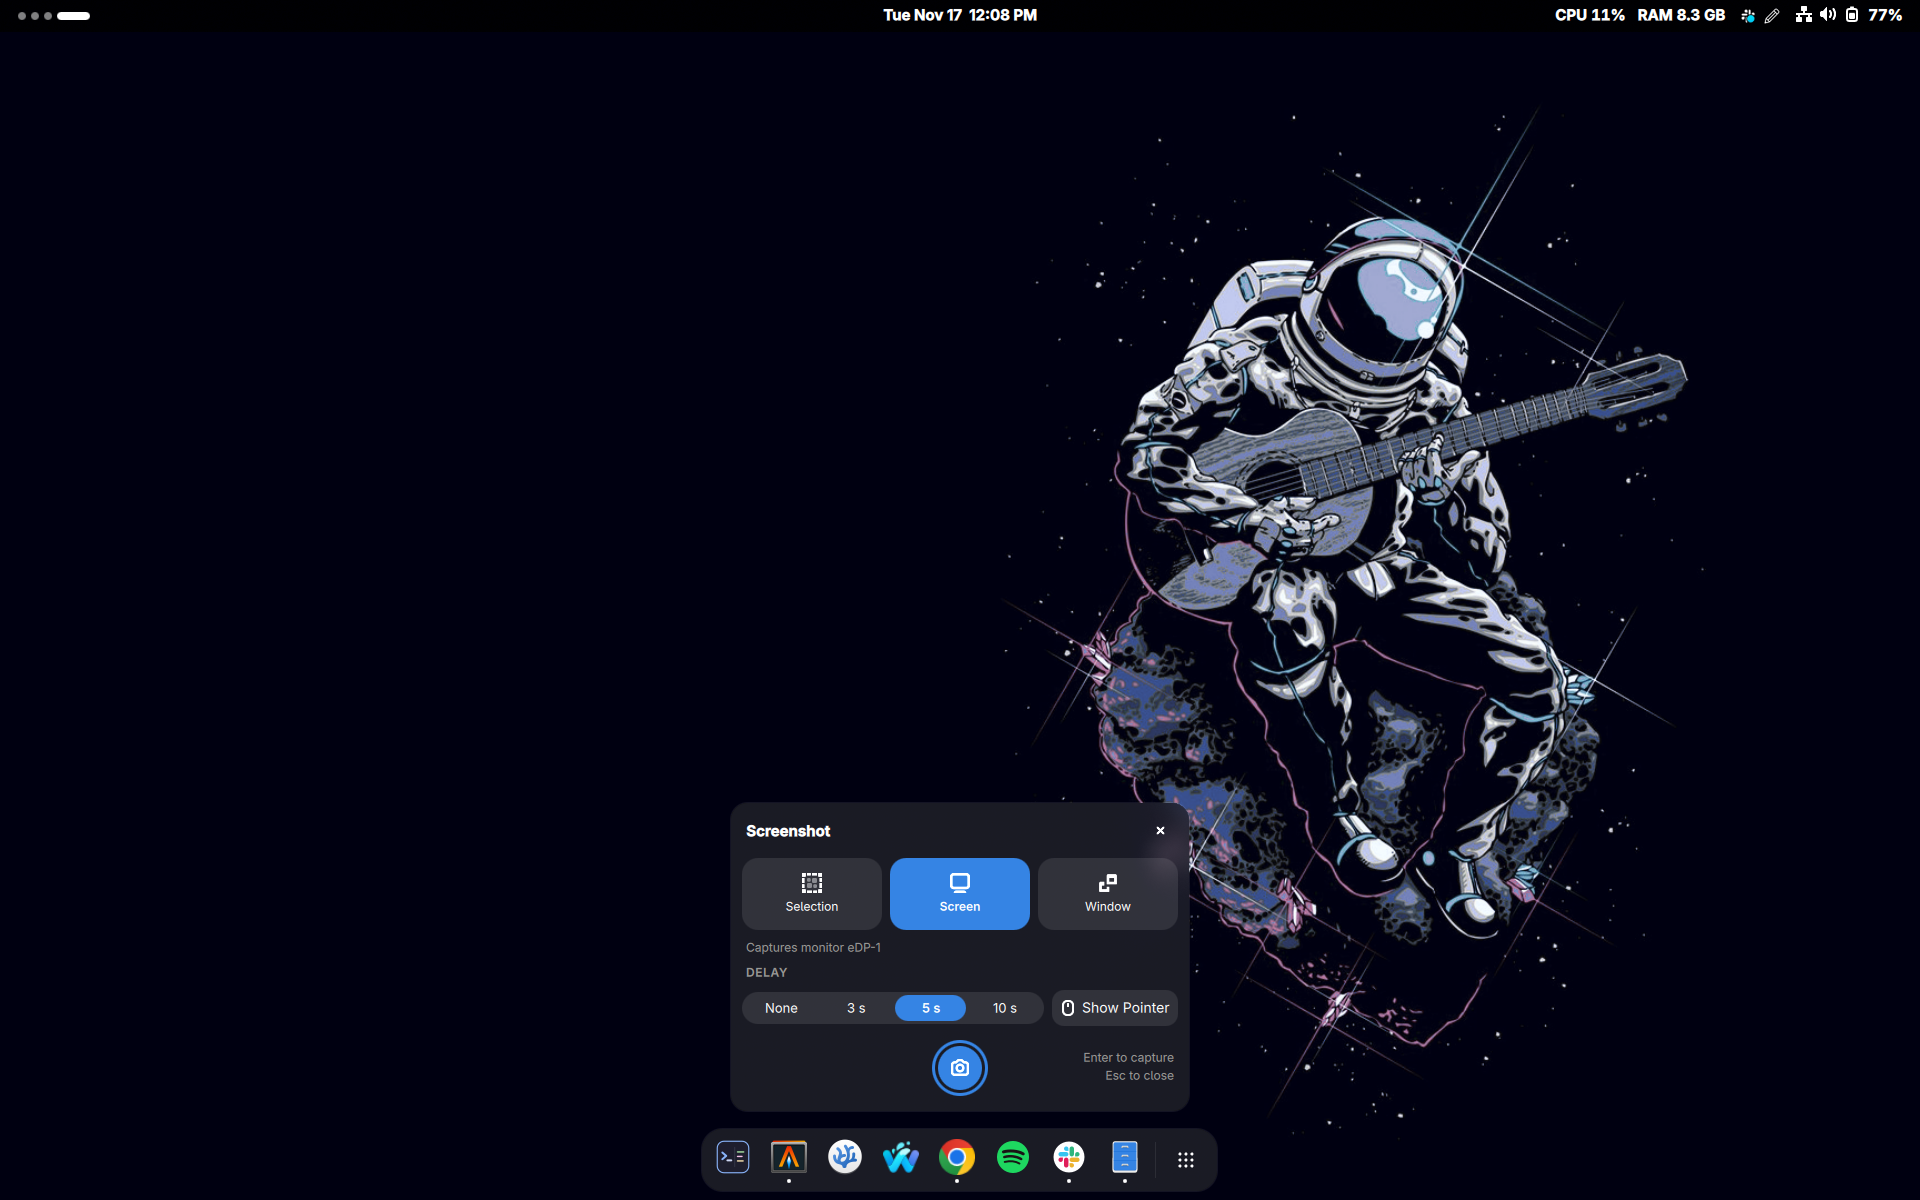 Tue Nov 17 12:08 PM
CPU 11% RAM 8.3 GB 77%
Screenshot
Selection Screen Window
Captures monitor eDP-1
DELAY
None 3 s 5 s 10 s Show Pointer
Enter to capture
Esc to close